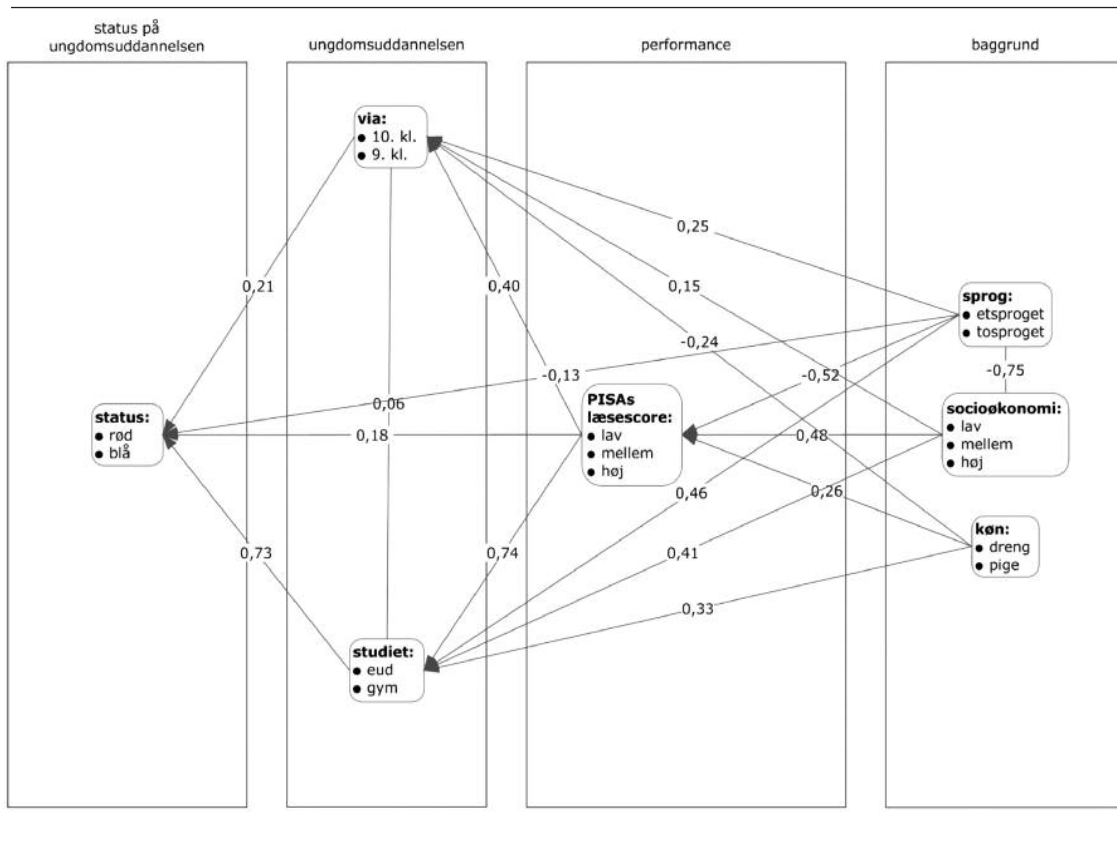 status på
ungdomsuddannelsen
ungdomsuddannelsen
performance
baggrund
via:
● 10. kl.
● 9. kl.
0,25
0,21
0,40
0,15
sprog:
● etsproget
● tosproget
-0,24
-0,13
-0,52
-0,75
0,06
status:
● rød
● blå
0,18
PISAs
læsescore:
● lav
● mellem
● høj
0,48
socioøkonomi:
● lav
● mellem
● høj
0,46
0,26
køn:
● dreng
● pige
0,73
0,74
0,41
0,33
studiet:
● eud
● gym